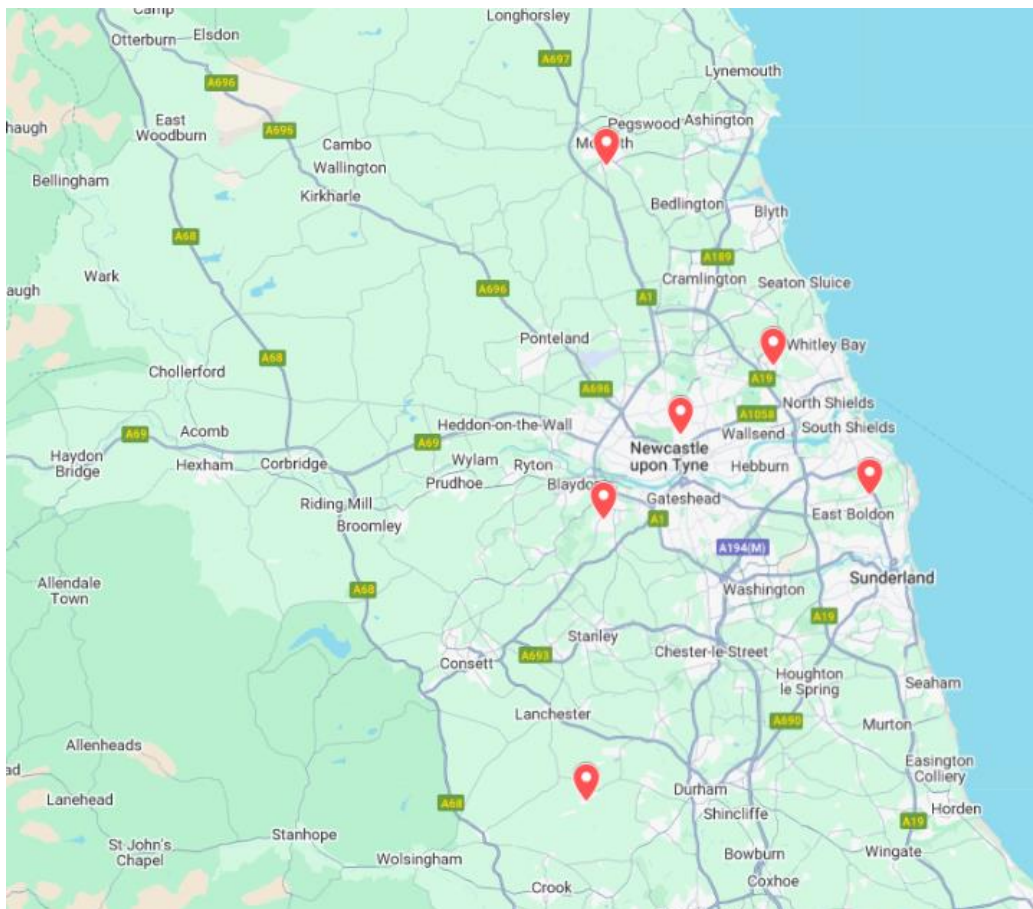 Camp
Longhorsley
Otterburn
Elsdon
A697
Lynemouth
A696
East
Woodburn
haugh
A696
Pegswood
Ashington
Cambo
Wallington
Bellingham
Kirkharle
Bedlington
Blyth
A68
A189
Wark
Cramlington
Seaton Sluice
augh
A696
A1
Ponteland
Whitley Bay
A68
Chollerford
A19
A696
North Shields
A1058
Acomb
A69
Heddon-on-the-Wall
South Shields
Wallsend
A69
Newcastle
upon Tyne
Haydon
Bridge
Hexham
Corbridge
Wylam
Ryton
Hebburn
Prudhoe
Blaydon
Gateshead
Riding Mill
Broomley
East Boldon
A1
A194(M)
Allendale
Town
A68
Sunderland
Washington
A19
Stanley
Consett
A693
Chester-le-Street
Houghton
le Spring
Seaham
Lanchester
A690
Murton
Allenheads
Easington
Colliery
ad
Durham
Lanehead
A68
Shincliffe
Horden
St John's
Chapel
Stanhope
A19
Wolsingham
Bowburn
Wingate
Crook
Coxhoe